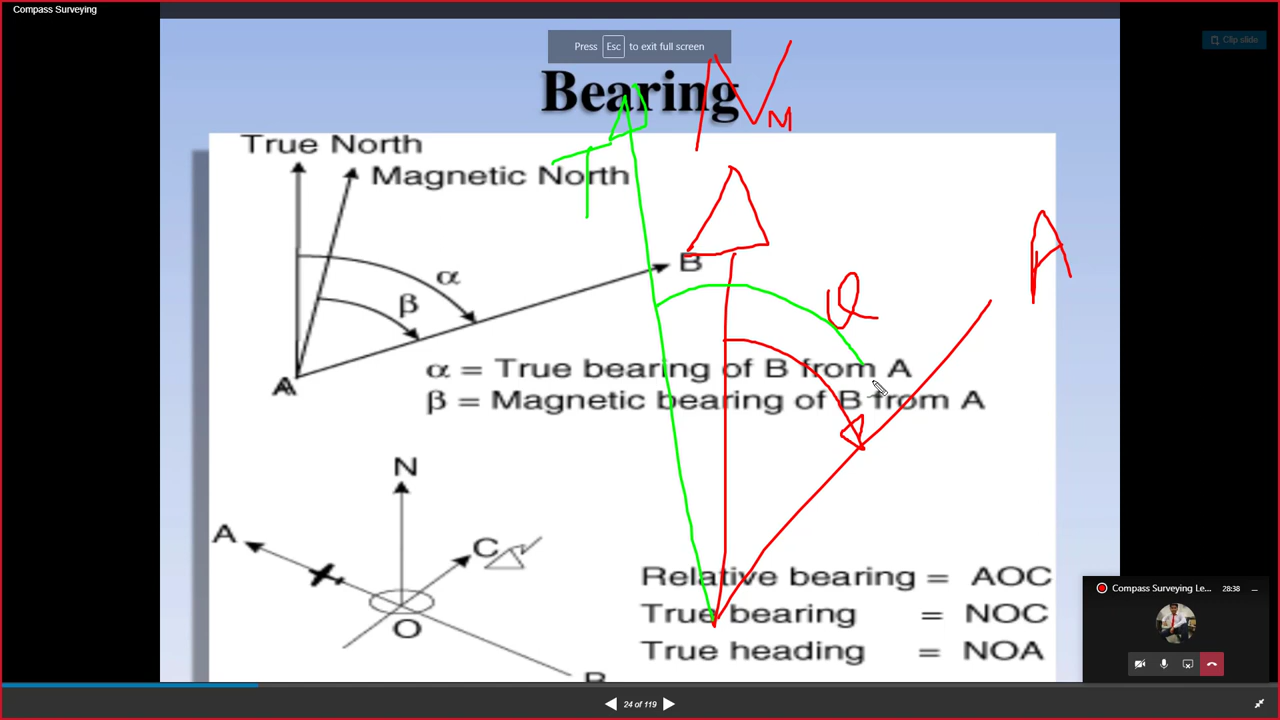 Compass Surveying
Press Esc to exit full screen
Clip slide
Bearing
N
M
T
True North
Magnetic North
A
B
α
β
A
α = True bearing of B from A
β = Magnetic bearing of B from A
N
A
C
O
B
Relative bearing = AOC
True bearing = NOC
True heading = NOA
Compass Surveying Le...
28:38
24 of 119